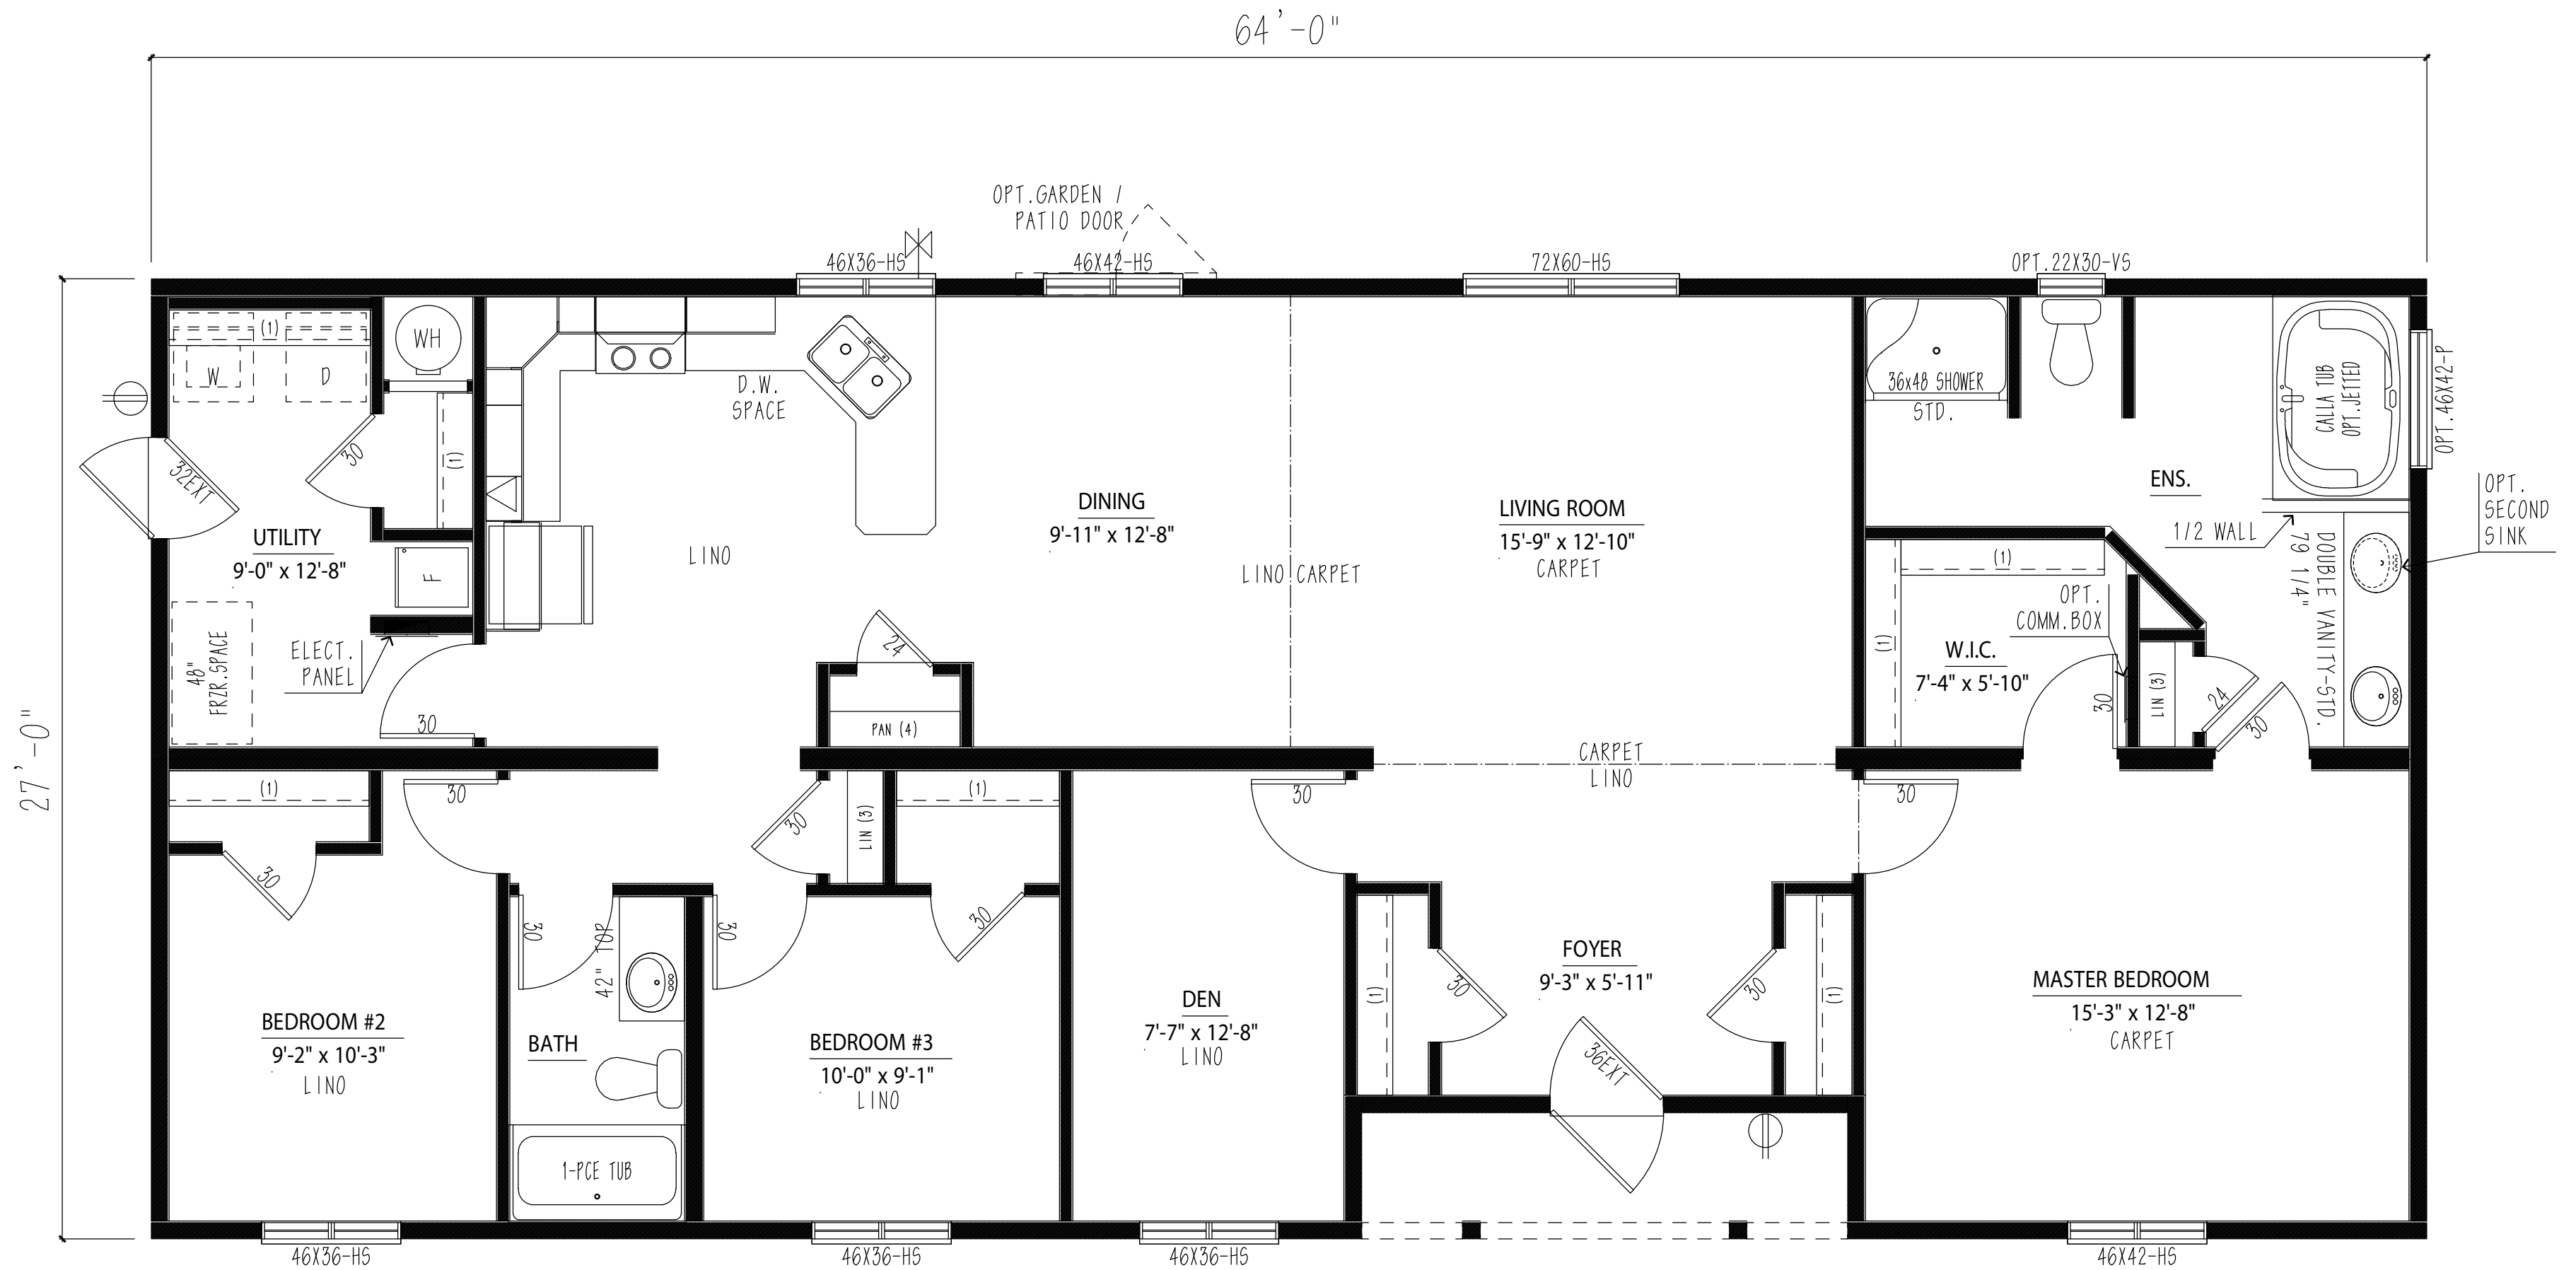 64'-0"
OPT.GARDEN /
PATIO DOOR
46X36-HS
46X42-HS
72X60-HS
OPT.22X30-VS
(1)
WH
W
D
D.W.
SPACE
36x48 SHOWER
STD.
CALLA TUB
OPT.JETTED
OPT.46X42-P
30
(1)
32EXT
UTILITY
9'-0" x 12'-8"
F
LINO
DINING
9'-11" x 12'-8"
LINO
CARPET
LIVING ROOM
15'-9" x 12'-10"
CARPET
ENS.
1/2 WALL
OPT.
SECOND
SINK
DOUBLE VANITY-STD.
79 1/4"
(1)
(1)
OPT.
COMM.BOX
W.I.C.
7'-4" x 5'-10"
30
LIN (3)
24
30
48"
FRZR.SPACE
ELECT.
PANEL
30
24
PAN (4)
27'-0"
CARPET
LINO
(1)
30
30
LIN (3)
(1)
30
30
30
30
42" TOP
30
30
BEDROOM #2
9'-2" x 10'-3"
LINO
BATH
1-PCE TUB
BEDROOM #3
10'-0" x 9'-1"
LINO
DEN
7'-7" x 12'-8"
LINO
(1)
30
FOYER
9'-3" x 5'-11"
30
(1)
36EXT
MASTER BEDROOM
15'-3" x 12'-8"
CARPET
46X36-HS
46X36-HS
46X36-HS
46X42-HS